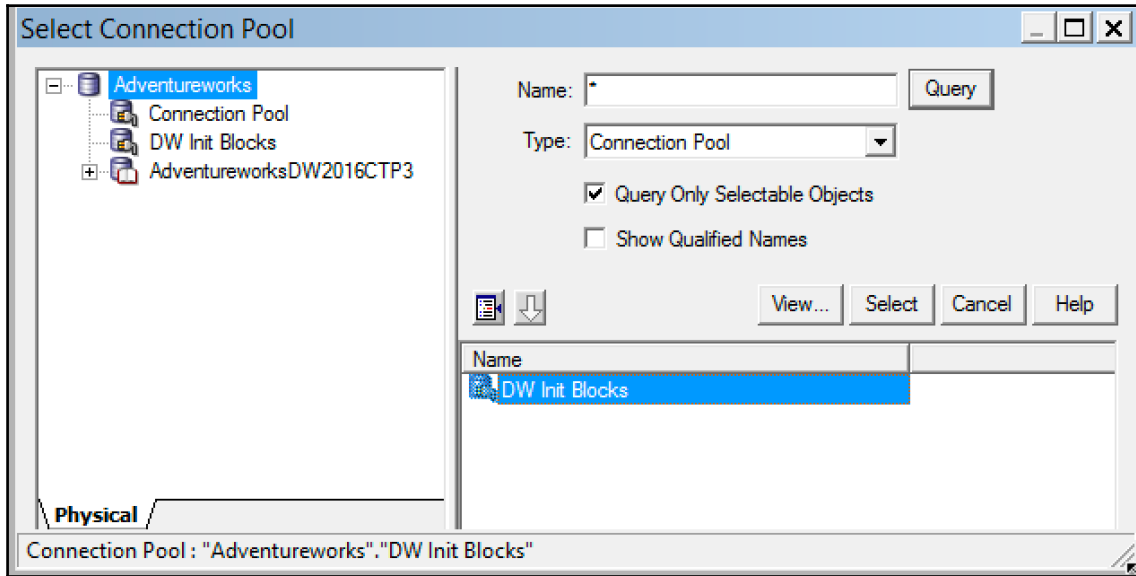 Select Connection Pool
Adventureworks
Connection Pool
DW Init Blocks
AdventureworksDW2016CTP3
Physical
Name: * Query
Type: Connection Pool
Query Only Selectable Objects
Show Qualified Names
View... Select Cancel Help
Name
DW Init Blocks
Connection Pool : "Adventureworks"."DW Init Blocks"